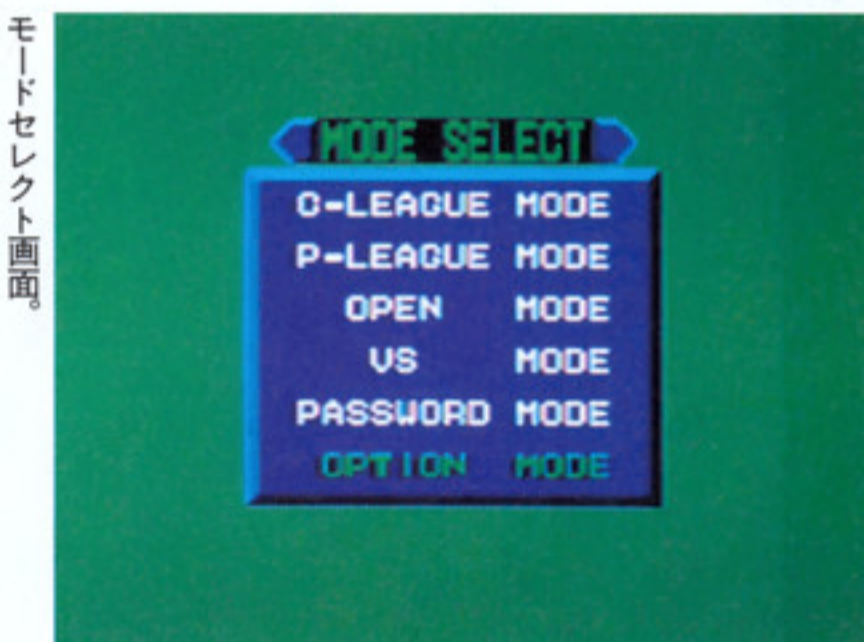 モードセレクト画面。
MODE SELECT
C-LEAGUE MODE
P-LEAGUE MODE
OPEN MODE
VS MODE
PASSWORD MODE
OPTION MODE